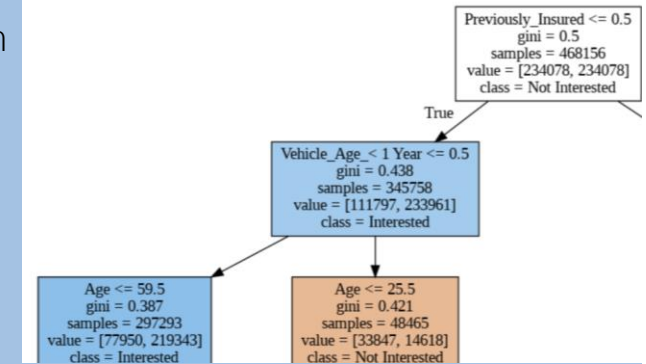 n
Previously_Insured <= 0.5
gini = 0.5
samples = 468156
value = [234078, 234078]
class = Not Interested
True
Vehicle_Age_< 1 Year <= 0.5
gini = 0.438
samples = 345758
value = [111797, 233961]
class = Interested
Age <= 59.5
gini = 0.387
samples = 297293
value = [77950, 219343]
class = Interested
Age <= 25.5
gini = 0.421
samples = 48465
value = [33847, 14618]
class = Not Interested